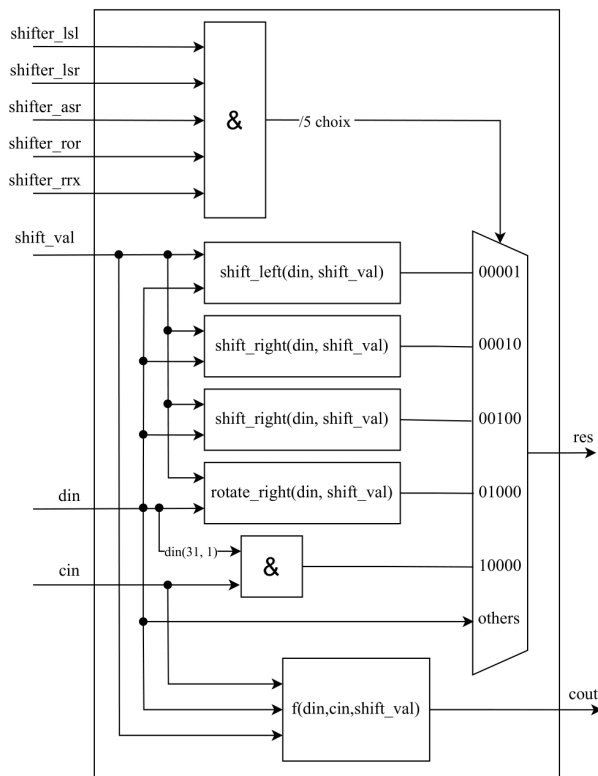 shifter_lsl
shifter_lsr
shifter_asr
shifter_ror
shifter_rrx
&
/5 choix
shift_val
shift_left(din, shift_val)
00001
shift_right(din, shift_val)
00010
shift_right(din, shift_val)
00100
res
rotate_right(din, shift_val)
01000
din
din(31, 1)
&
10000
cin
others
f(din,cin,shift_val)
cout